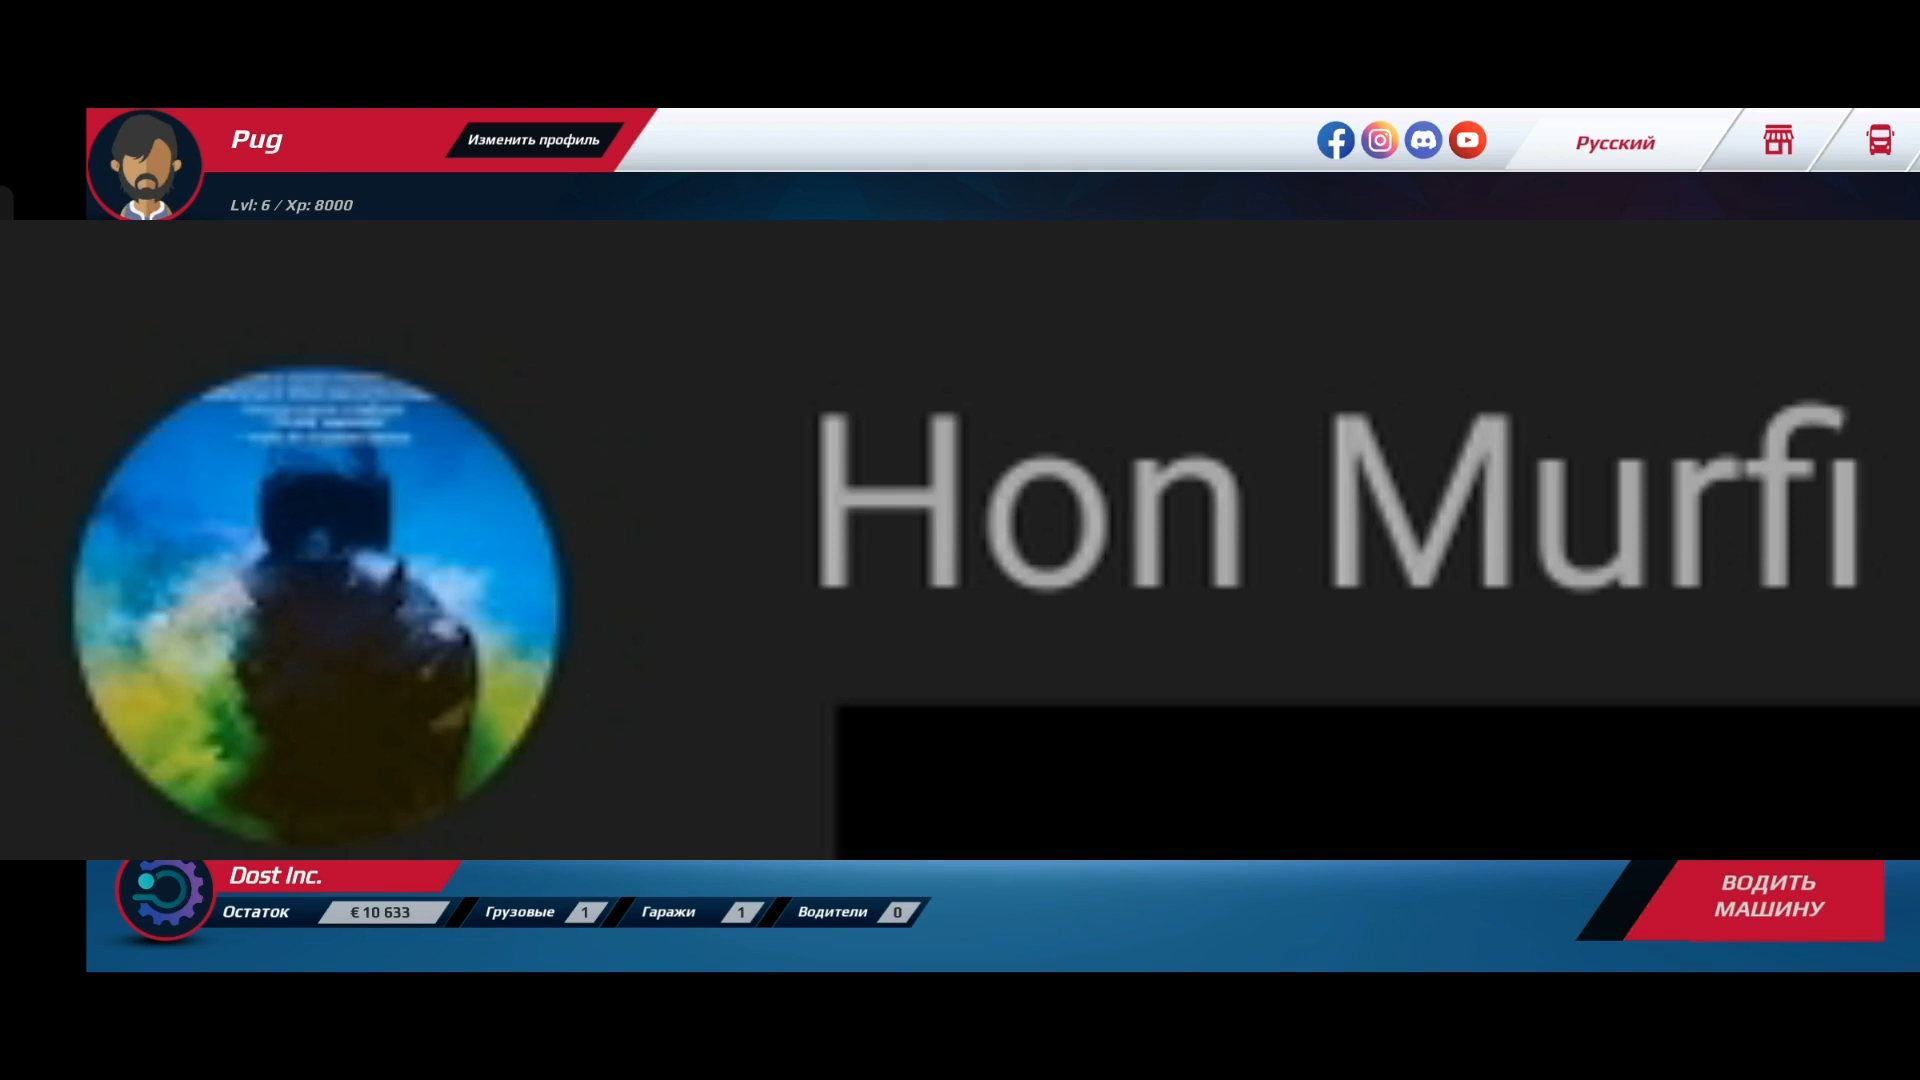 Pug
Изменить профиль
Русский
Lvl: 6 / Xp: 8000
Hon Murfi
Dost Inc.
Остаток € 10 633 Грузовые 1 Гаражи 1 Водители 0
ВОДИТЬ
МАШИНУ